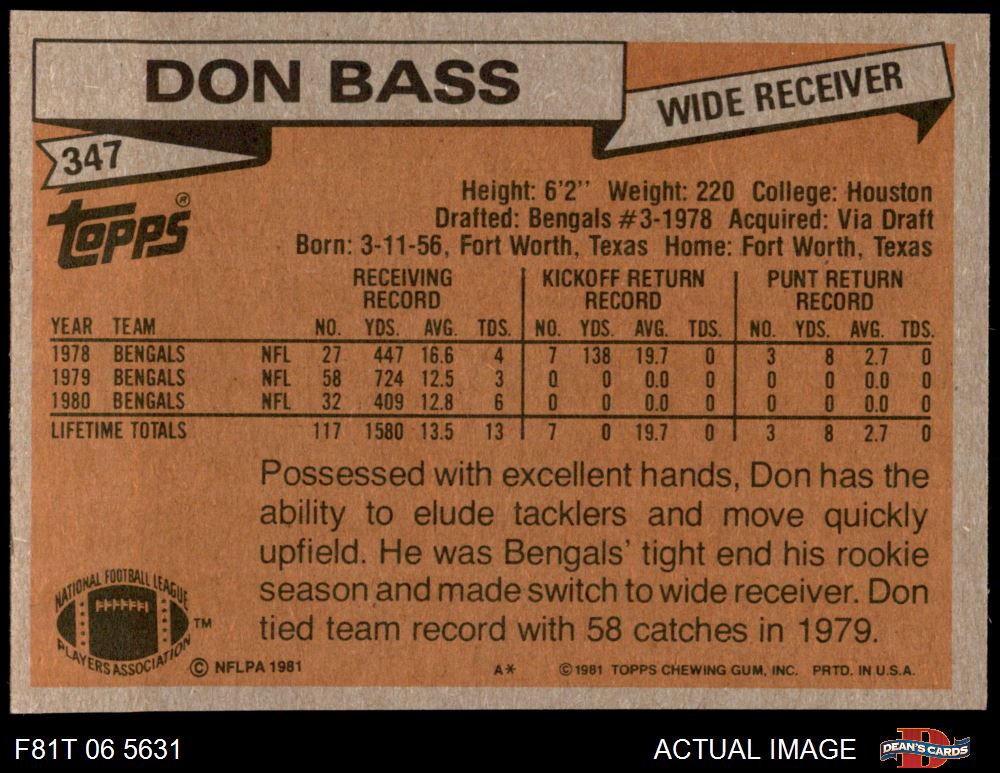 DON BASS
WIDE RECEIVER
347
TOPPS®
Height: 6'2'' Weight: 220 College: Houston
Drafted: Bengals #3-1978 Acquired: Via Draft
Born: 3-11-56, Fort Worth, Texas Home: Fort Worth, Texas
RECEIVING RECORD KICKOFF RETURN RECORD PUNT RETURN RECORD
YEAR TEAM NO. YDS. AVG. TDS. NO. YDS. AVG. TDS. NO. YDS. AVG. TDS.
1978 BENGALS NFL 27 447 16.6 4 7 138 19.7 0 3 8 2.7 0
1979 BENGALS NFL 58 724 12.5 3 0 0 0.0 0 0 0 0.0 0
1980 BENGALS NFL 32 409 12.8 6 0 0 0.0 0 0 0 0.0 0
LIFETIME TOTALS 117 1580 13.5 13 7 0 19.7 0 3 8 2.7 0
Possessed with excellent hands, Don has the
ability to elude tacklers and move quickly
upfield. He was Bengals' tight end his rookie
season and made switch to wide receiver. Don
tied team record with 58 catches in 1979.
NATIONAL FOOTBALL LEAGUE
PLAYERS ASSOCIATION
TM
© NFLPA 1981 A* © 1981 TOPPS CHEWING GUM, INC. PRTD. IN U.S.A.
F81T 06 5631 ACTUAL IMAGE DEAN'S CARDS